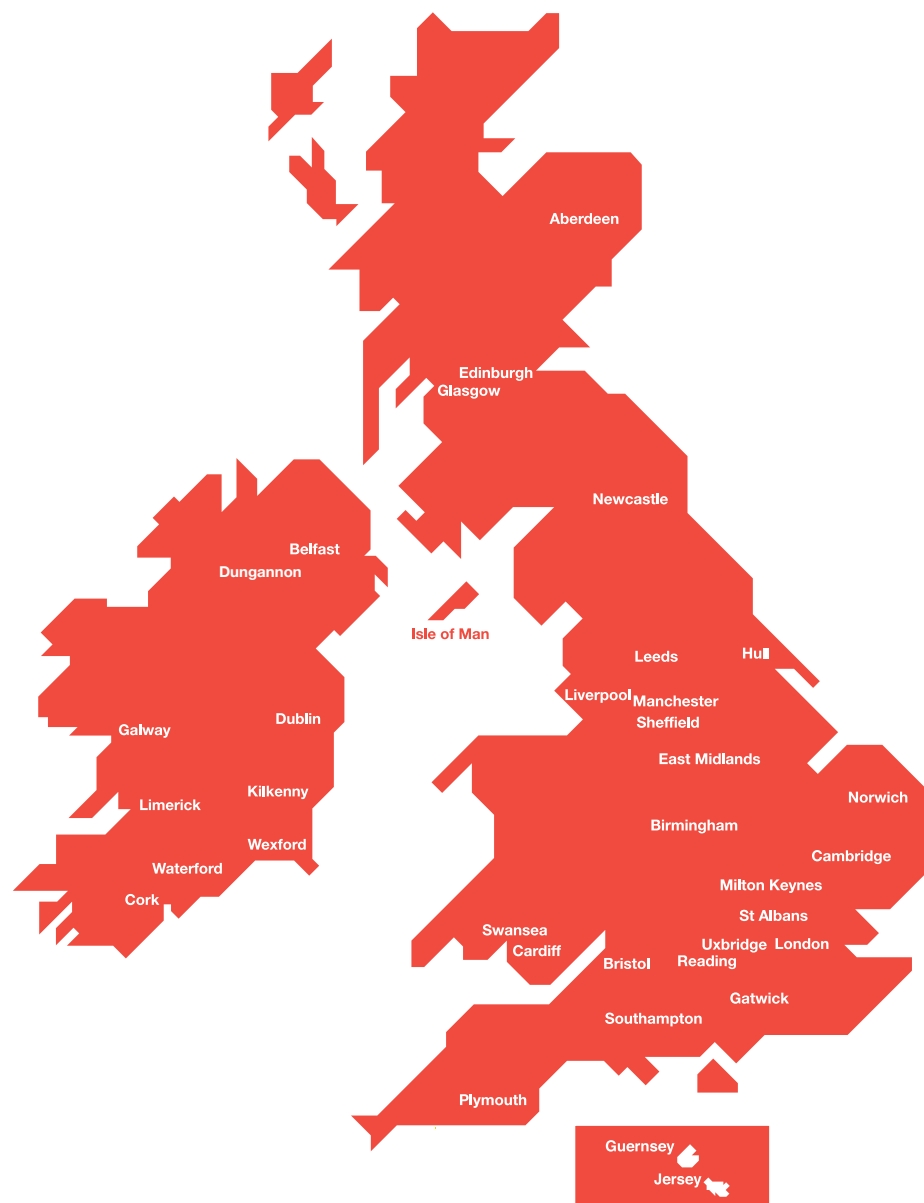 Aberdeen
Edinburgh
Glasgow
Newcastle
Belfast
Dungannon
Isle of Man
Leeds
Hull
Liverpool
Manchester
Sheffield
Dublin
Galway
East Midlands
Kilkenny
Norwich
Limerick
Birmingham
Wexford
Cambridge
Waterford
Milton Keynes
Cork
St Albans
Swansea
Cardiff
Uxbridge
London
Bristol
Reading
Gatwick
Southampton
Plymouth
Guernsey
Jersey